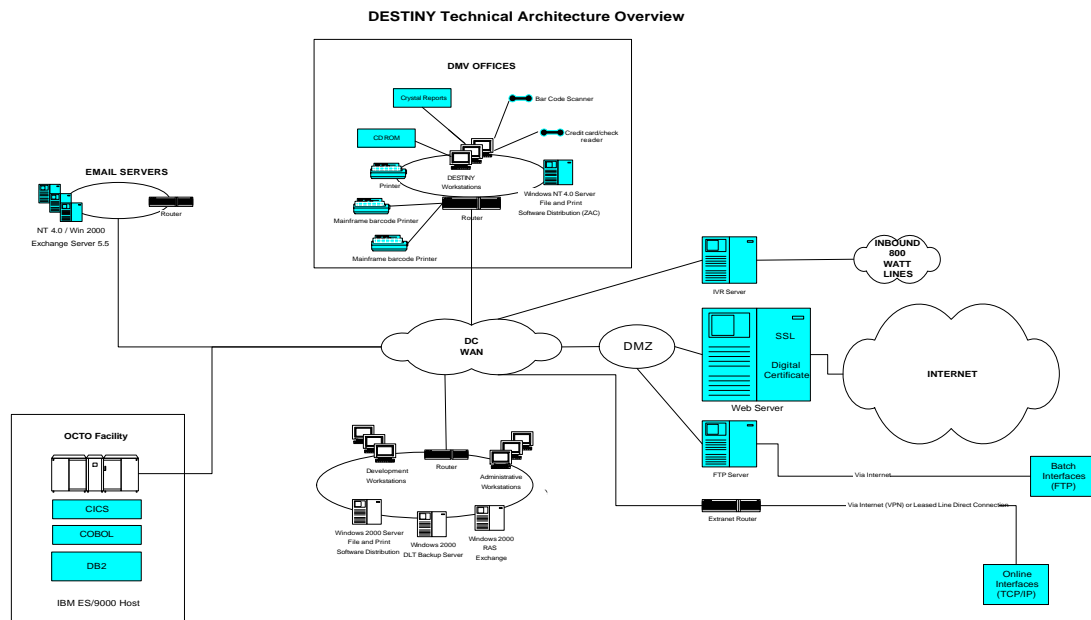 DESTINY Technical Architecture Overview
DMV OFFICES
Crystal Reports
Bar Code Scanner
CD ROM
Credit card/check
reader
Printer
DESTINY
Workstations
Windows NT 4.0 Server
File and Print
Software Distribution (ZAC)
Mainframe barcode Printer
Router
Mainframe barcode Printer
EMAIL SERVERS
Router
NT 4.0 / Win 2000
Exchange Server 5.5
IVR Server
INBOUND
800
WATT
LINES
DC
WAN
DMZ
SSL
Digital
Certificate
Web Server
INTERNET
OCTO Facility
CICS
COBOL
DB2
IBM ES/9000 Host
Development
Workstations
Router
Administrative
Workstations
Windows 2000 Server
File and Print
Software Distribution
Windows 2000
DLT Backup Server
Windows 2000
RAS
Exchange
FTP Server
Via Internet
Batch
Interfaces
(FTP)
Extranet Router
Via Internet (VPN) or Leased Line Direct Connection
Online
Interfaces
(TCP/IP)